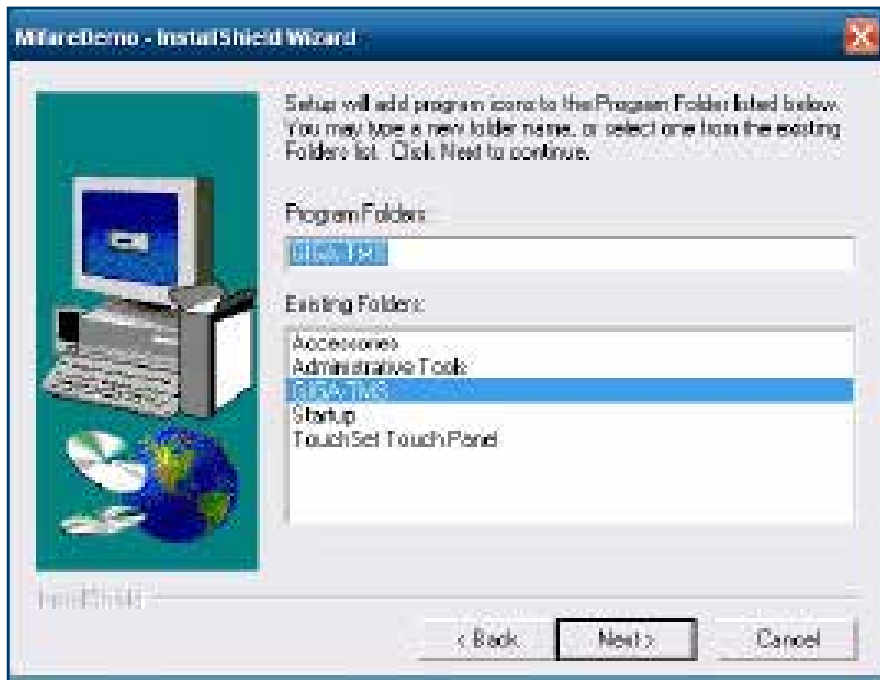 MifareDemo - InstallShield Wizard
Setup will add program icons to the Program Folder listed below.
You may type a new folder name, or select one from the existing
Folders list. Click Next to continue.
Program Folders:
GIGA-TMS
Existing Folders:
Accessories
Administrative Tools
GIGA-TMS
Startup
TouchSet Touch Panel
InstallShield
< Back
Next >
Cancel